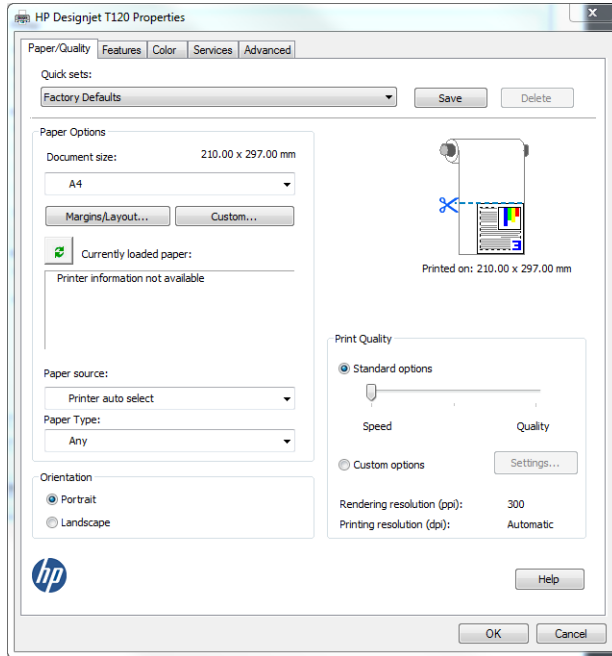 HP Designjet T120 Properties
x
Paper/Quality Features Color Services Advanced
Quick sets:
Factory Defaults Save Delete
Paper Options
Document size: 210.00 x 297.00 mm
A4
Margins/Layout... Custom...
Currently loaded paper:
Printer information not available
Paper source:
Printer auto select
Paper Type:
Any
Orientation
Portrait
Landscape
3
Printed on: 210.00 x 297.00 mm
Print Quality
Standard options
Speed Quality
Custom options Settings...
Rendering resolution (ppi): 300
Printing resolution (dpi): Automatic
hp
Help
OK Cancel